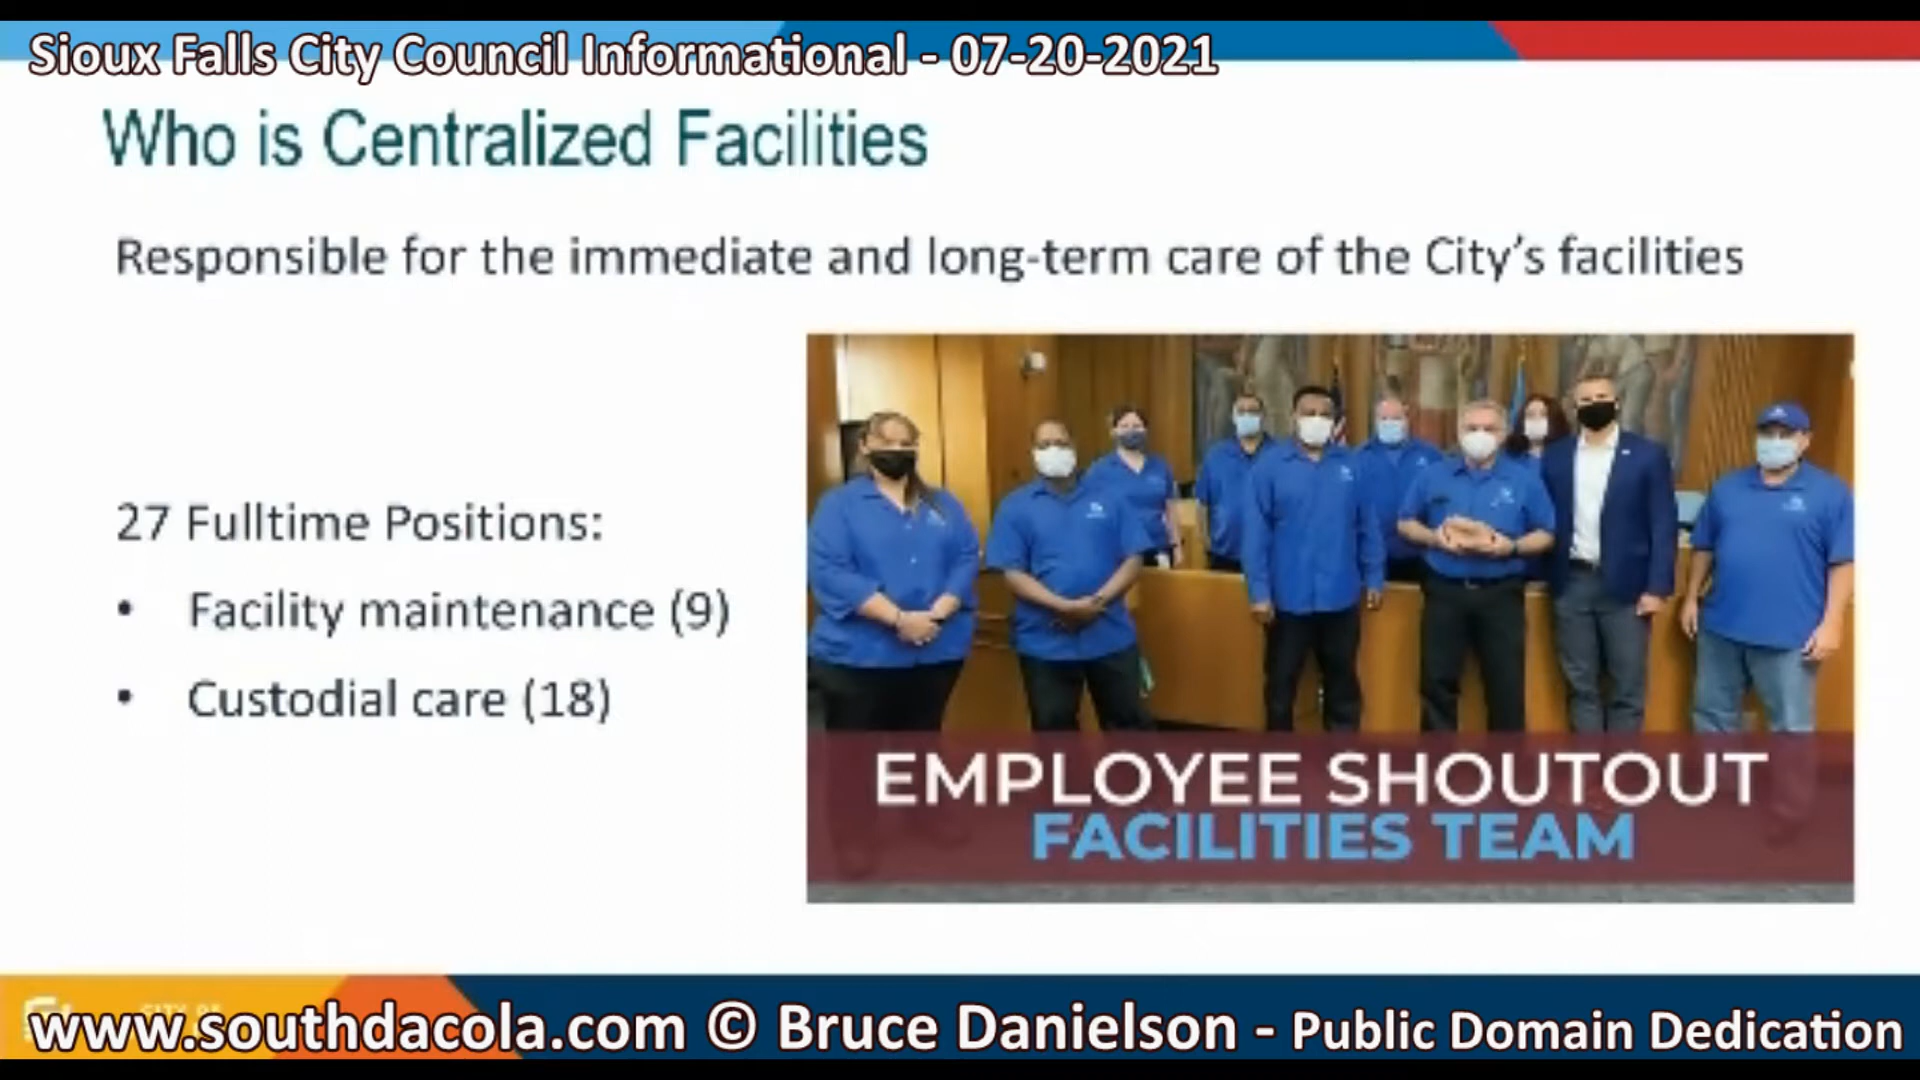 Sioux Falls City Council Informational - 07-20-2021
Who is Centralized Facilities
Responsible for the immediate and long-term care of the City's facilities
27 Fulltime Positions:
• Facility maintenance (9)
• Custodial care (18)
EMPLOYEE SHOUTOUT
FACILITIES TEAM
www.southdacola.com © Bruce Danielson - Public Domain Dedication